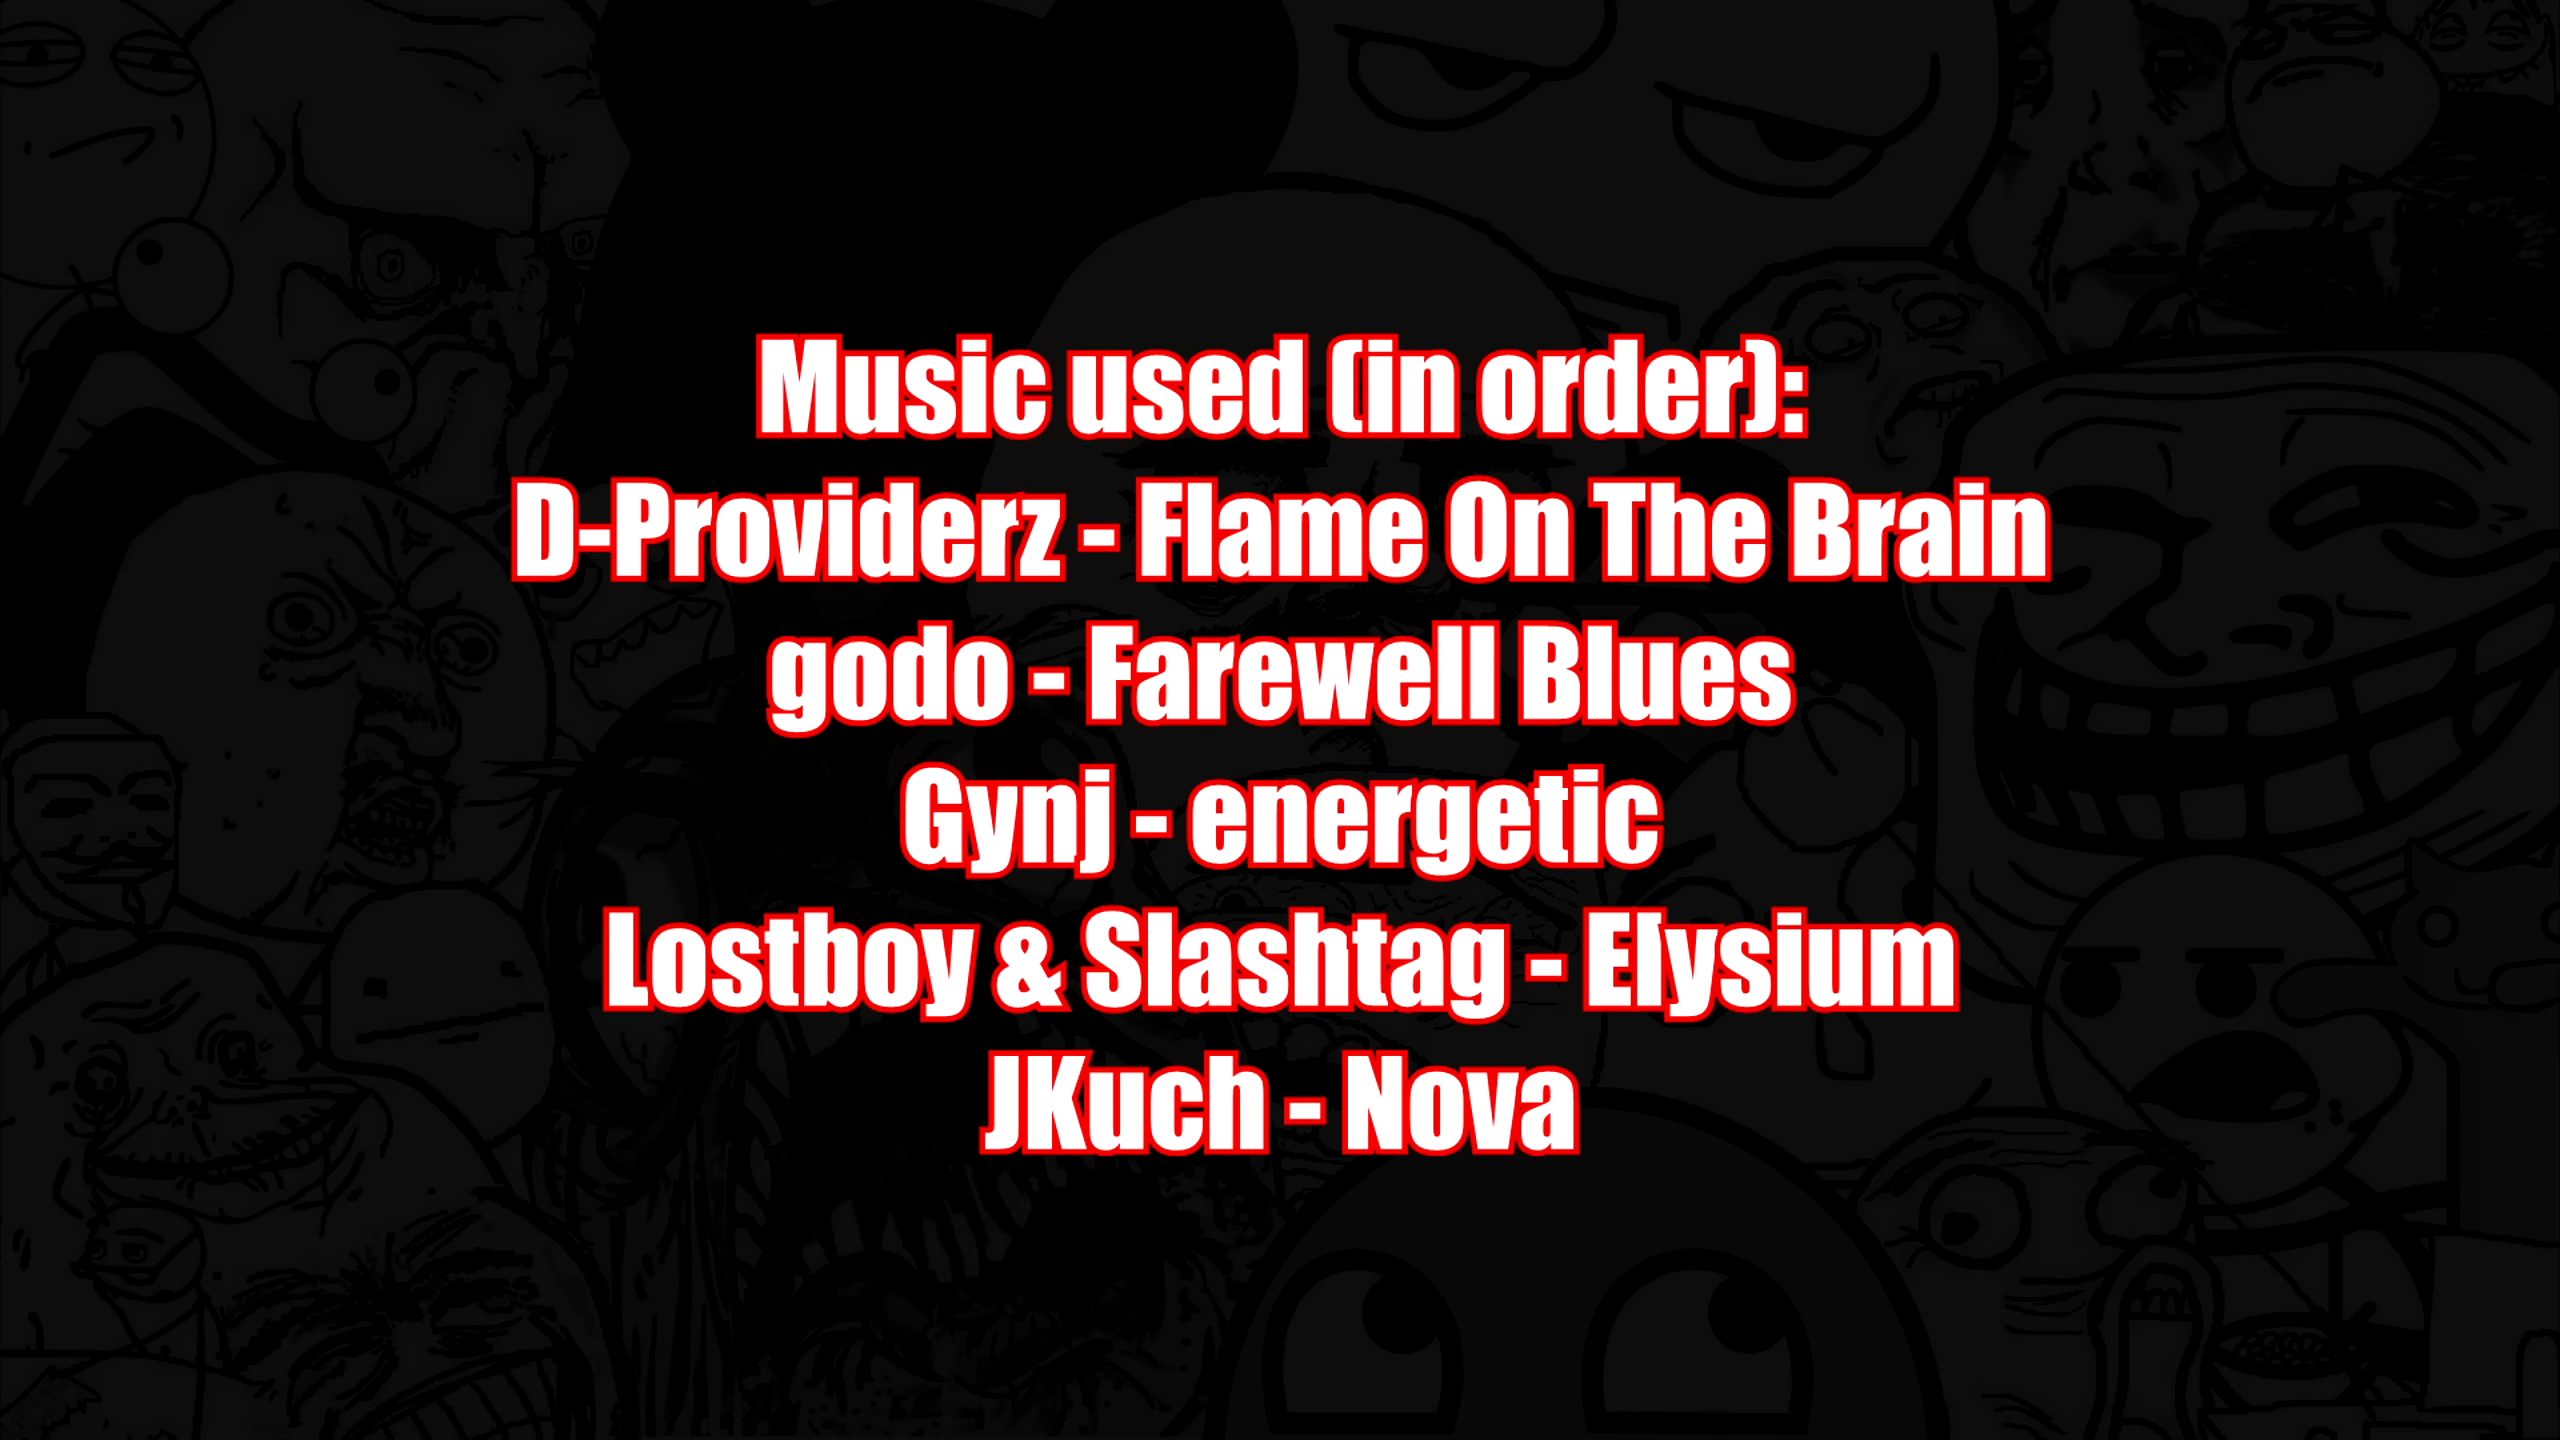 Music used (in order):
D-Providerz - Flame On The Brain
godo - Farewell Blues
Gynj - energetic
Lostboy & Slashtag - Elysium
JKuch - Nova